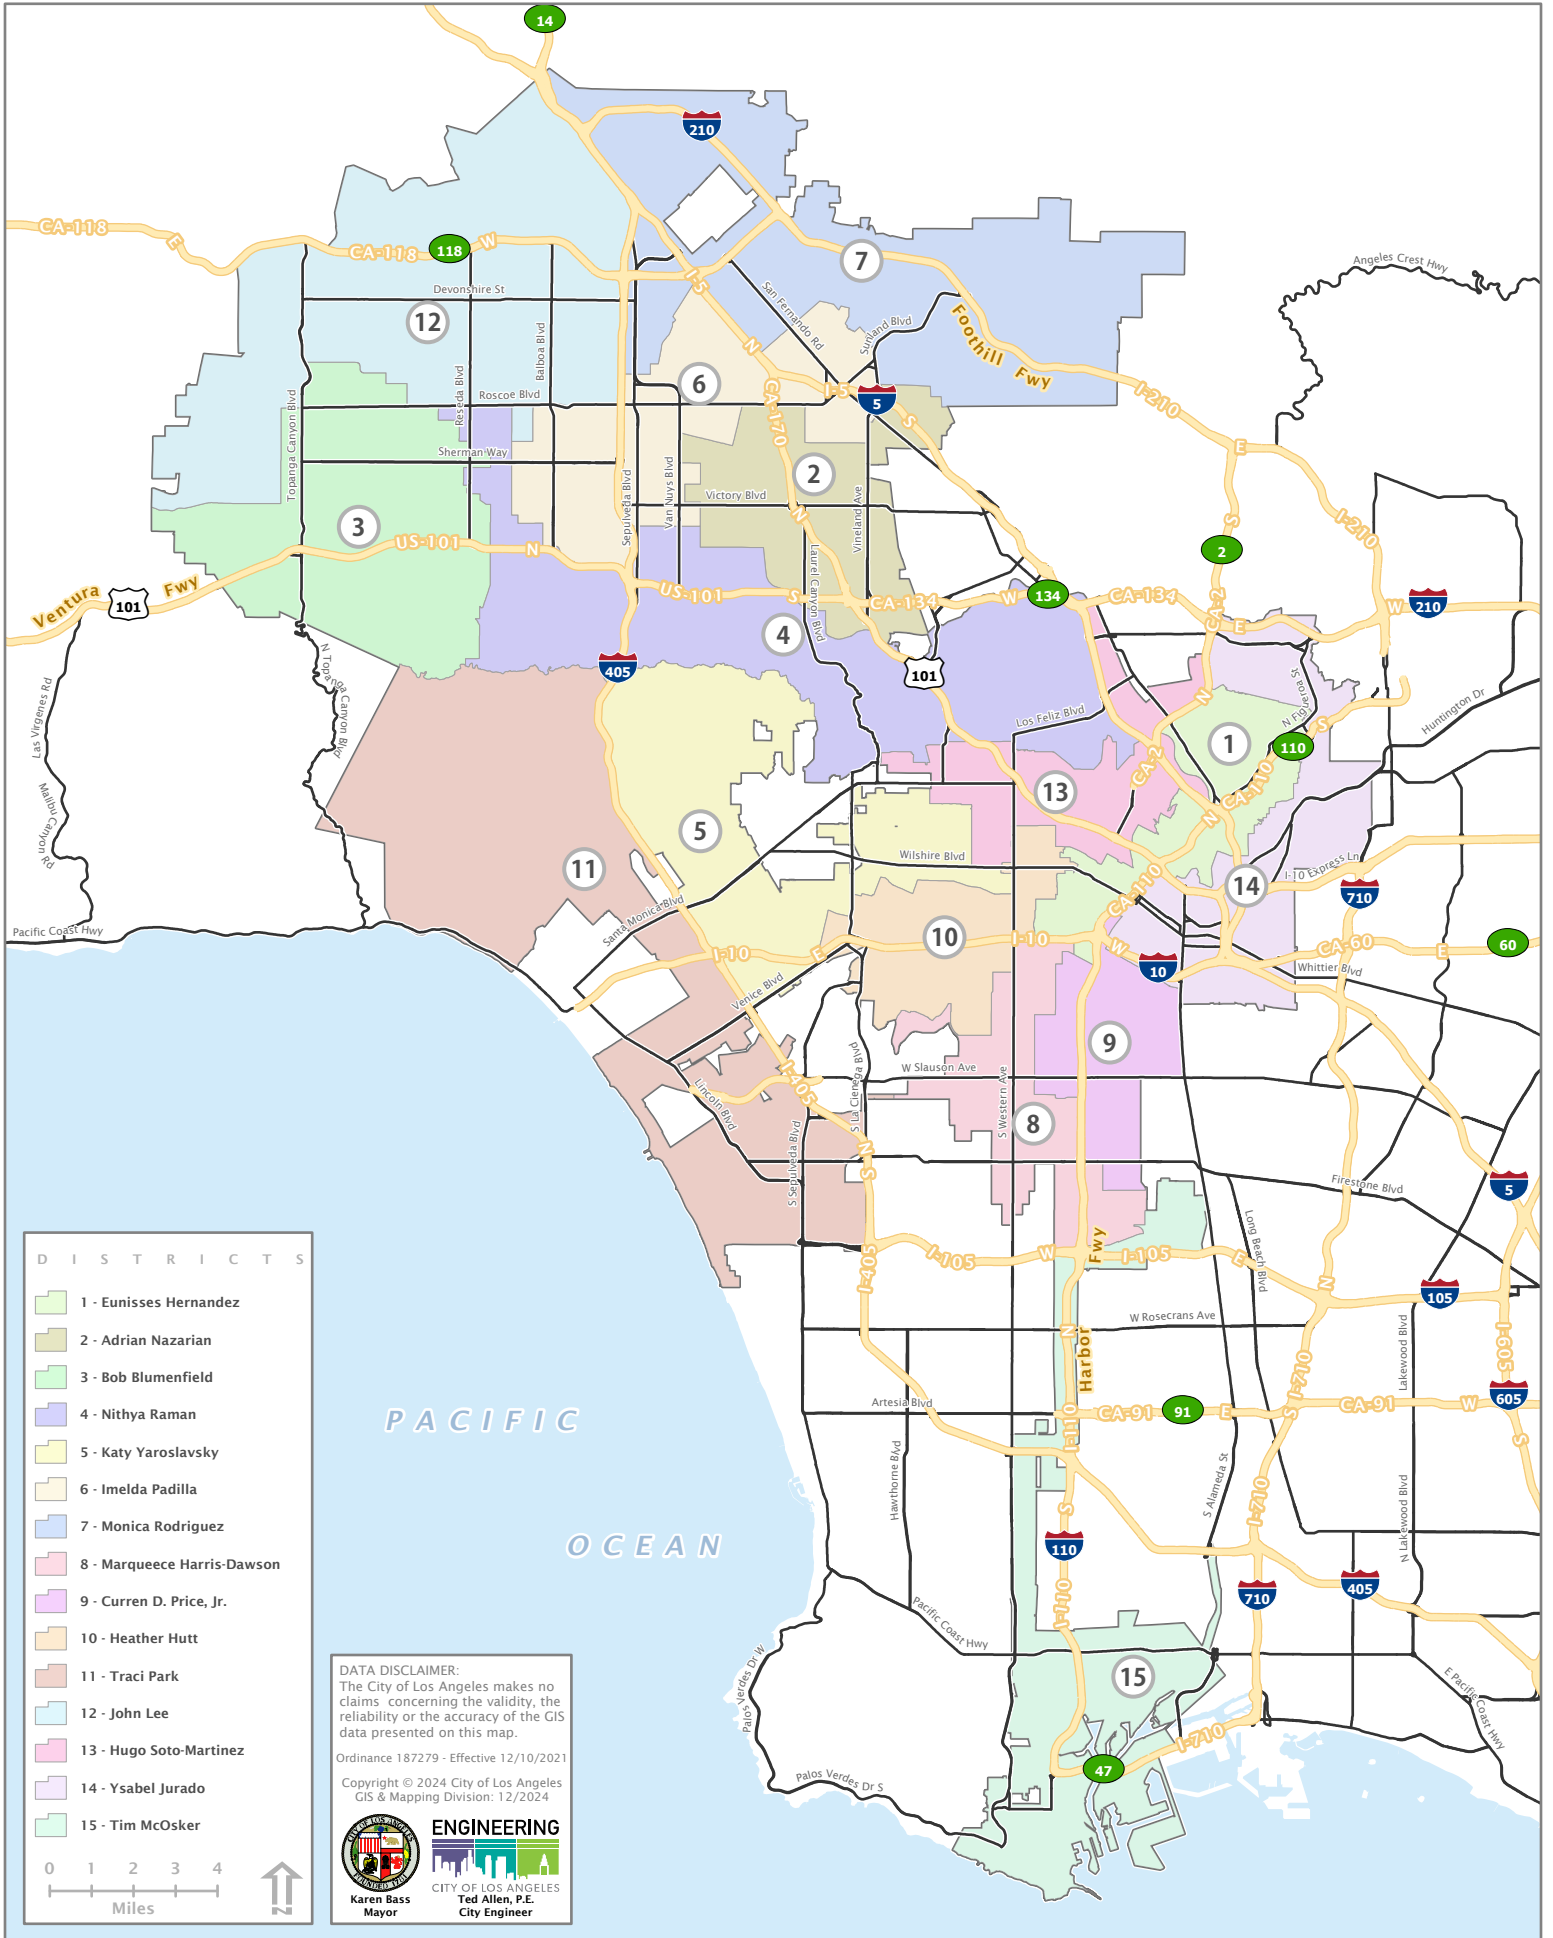 14
210
CA-118
E
CA-118
118
W
7
I-5
Angeles Crest Hwy
Devonshire St
12
San Fernando Rd
Sunland Blvd
Foothill Fwy
Balboa Blvd
N
6
Reseda Blvd
Roscoe Blvd
CA-170
I-5
5
S
I-210
Topanga Canyon Blvd
Sherman Way
E
2
Sepulveda Blvd
Van Nuys Blvd
Victory Blvd
Vineland Ave
N
S
I-210
3
US-101
N
2
Laurel Canyon Blvd
Ventura Fwy
101
US-101
S
CA-134
W
134
CA-134
CA-2
E
W
210
4
405
101
N Topanga Canyon Blvd
Las Virgenes Rd
Malibu Canyon Rd
Los Feliz Blvd
N
N Figueroa St
S
Huntington Dr
1
110
CA-2
CA-110
13
N
5
Wilshire Blvd
11
I-10 Express Ln
14
710
CA-110
Santa Monica Blvd
Pacific Coast Hwy
10
I-10
I-10
E
W
10
CA-60
E
60
Whittier Blvd
Venice Blvd
9
I-405
W Slauson Ave
S La Cienega Blvd
Lincoln Blvd
S Western Ave
8
S Sepulveda Blvd
N
S
Firestone Blvd
5
I-405
I-105
W
Fwy
I-105
E
Long Beach Blvd
N
105
W Rosecrans Ave
N
Harbor
Lakewood Blvd
I-605
I-710
605
Artesia Blvd
CA-91
91
E
S
CA-91
W
S
I-110
Hawthorne Blvd
S Alameda St
N Lakewood Blvd
S
I-710
110
I-110
710
405
Pacific Coast Hwy
15
E Pacific Coast Hwy
Palos Verdes Dr W
I-710
47
Palos Verdes Dr S
PACIFIC
OCEAN
DISTRICTS
1 - Eunisses Hernandez
2 - Adrian Nazarian
3 - Bob Blumenfield
4 - Nithya Raman
5 - Katy Yaroslavsky
6 - Imelda Padilla
7 - Monica Rodriguez
8 - Marqueece Harris-Dawson
9 - Curren D. Price, Jr.
10 - Heather Hutt
11 - Traci Park
12 - John Lee
13 - Hugo Soto-Martinez
14 - Ysabel Jurado
15 - Tim McOsker
0 1 2 3 4
Miles
N
DATA DISCLAIMER:
The City of Los Angeles makes no
claims concerning the validity, the
reliability or the accuracy of the GIS
data presented on this map.
Ordinance 187279 - Effective 12/10/2021
Copyright © 2024 City of Los Angeles
GIS & Mapping Division: 12/2024
CITY OF LOS ANGELES
FOUNDED 1781
Karen Bass
Mayor
ENGINEERING
CITY OF LOS ANGELES
Ted Allen, P.E.
City Engineer